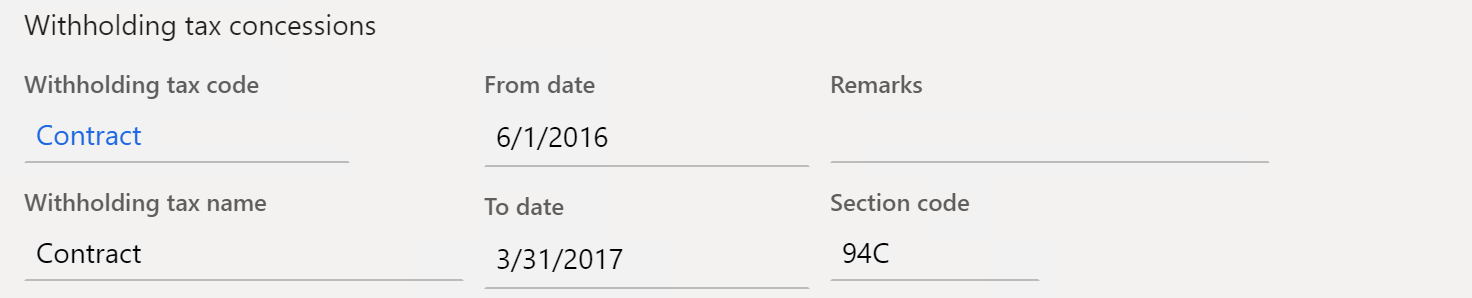 Withholding tax concessions
Withholding tax code
From date
Remarks
Contract
6/1/2016
Withholding tax name
To date
Section code
Contract
3/31/2017
94C